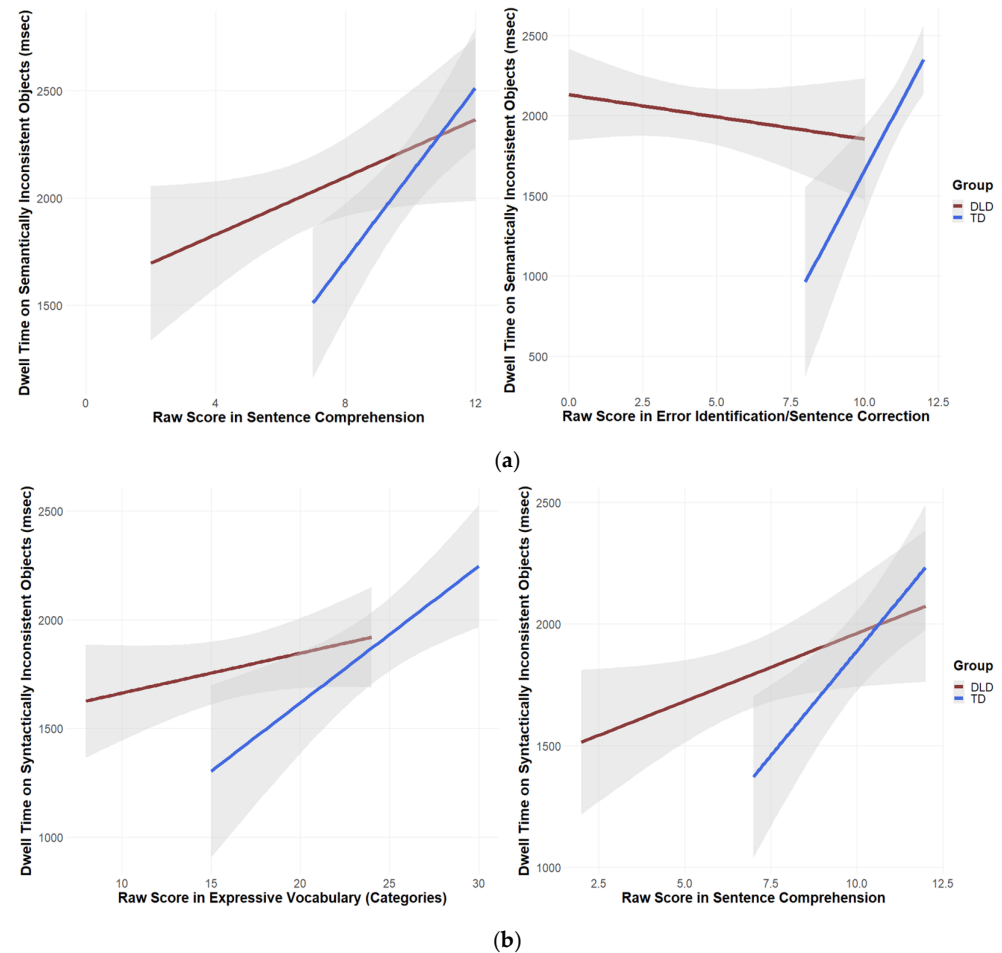 Dwell Time on Semantically Inconsistent Objects (msec)
2500
2000
1500
0
4
8
12
Raw Score in Sentence Comprehension
Dwell Time on Semantically Inconsistent Objects (msec)
2500
2000
1500
1000
500
0.0
2.5
5.0
7.5
10.0
12.5
Raw Score in Error Identification/Sentence Correction
Group
DLD
TD
(a)
Dwell Time on Syntactically Inconsistent Objects (msec)
2500
2000
1500
1000
10
15
20
25
30
Raw Score in Expressive Vocabulary (Categories)
Dwell Time on Syntactically Inconsistent Objects (msec)
2500
2000
1500
1000
2.5
5.0
7.5
10.0
12.5
Raw Score in Sentence Comprehension
Group
DLD
TD
(b)